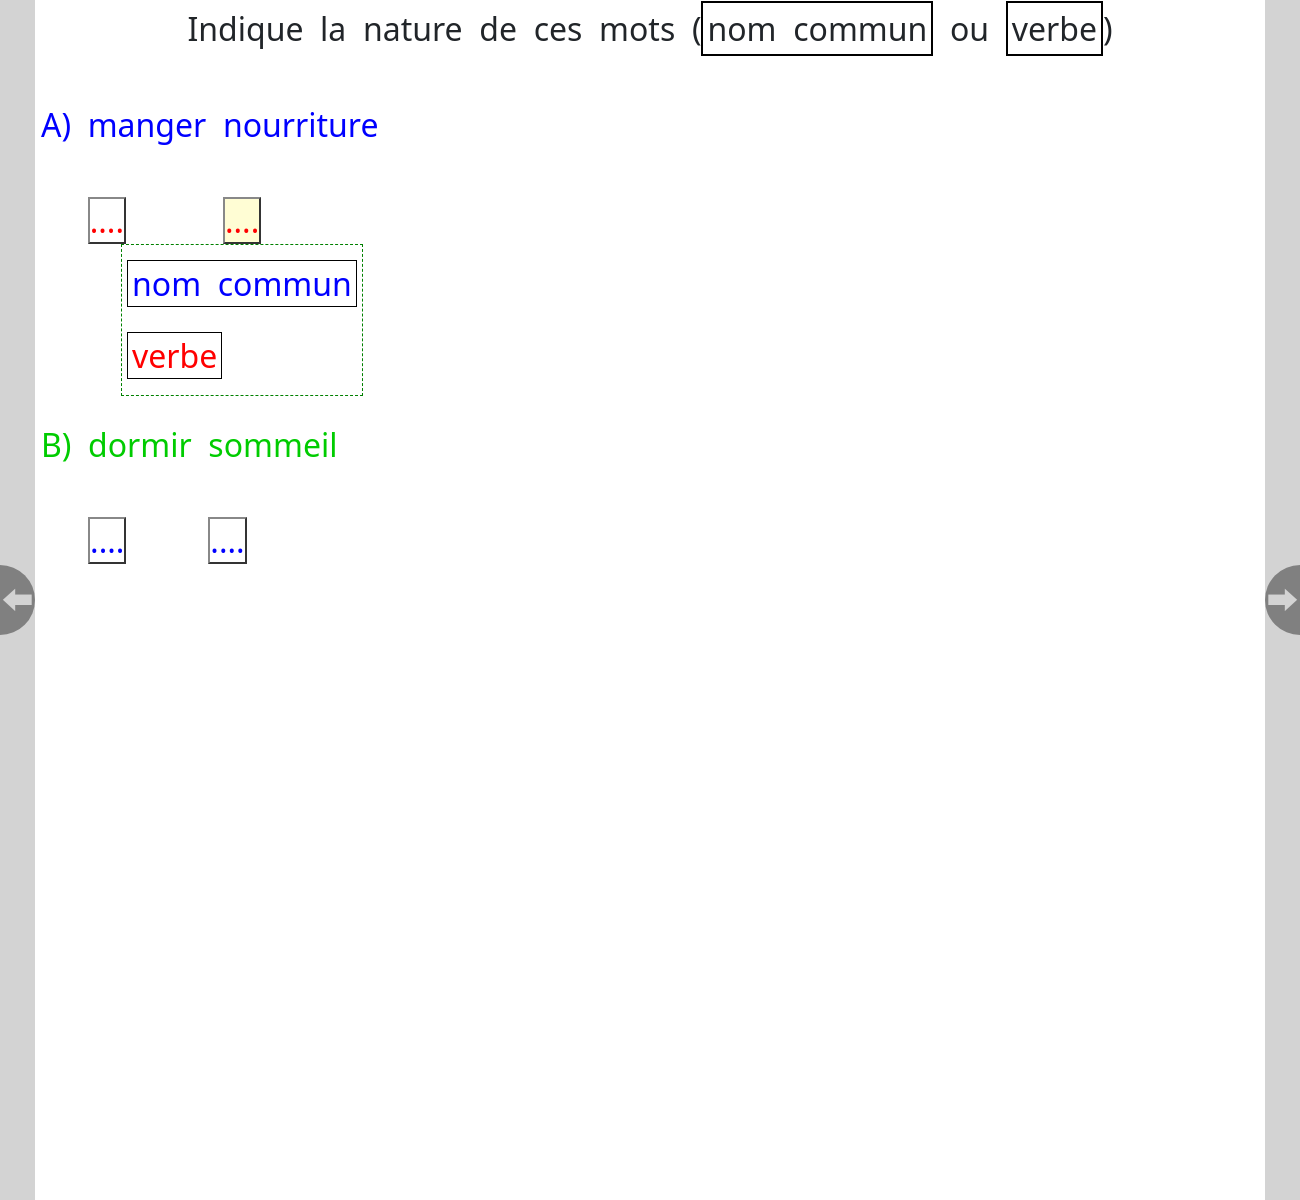 Indique la nature de ces mots (nom commun ou verbe)
A) manger nourriture
.... ....
nom commun
verbe
B) dormir sommeil
.... ....